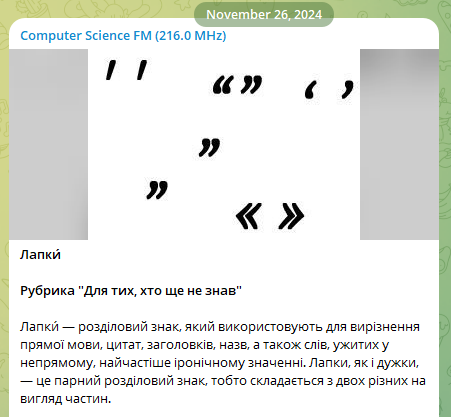 November 26, 2024
Computer Science FM (216.0 MHz)
' '
“ ” ‘ ’
”
”
« »
Лапки́
Рубрика "Для тих, хто ще не знав"
Лапки́ — розділовий знак, який використовують для вирізнення
прямої мови, цитат, заголовків, назв, а також слів, ужитих у
непрямому, найчастіше іронічному значенні. Лапки, як і дужки,
— це парний розділовий знак, тобто складається з двох різних на
вигляд частин.